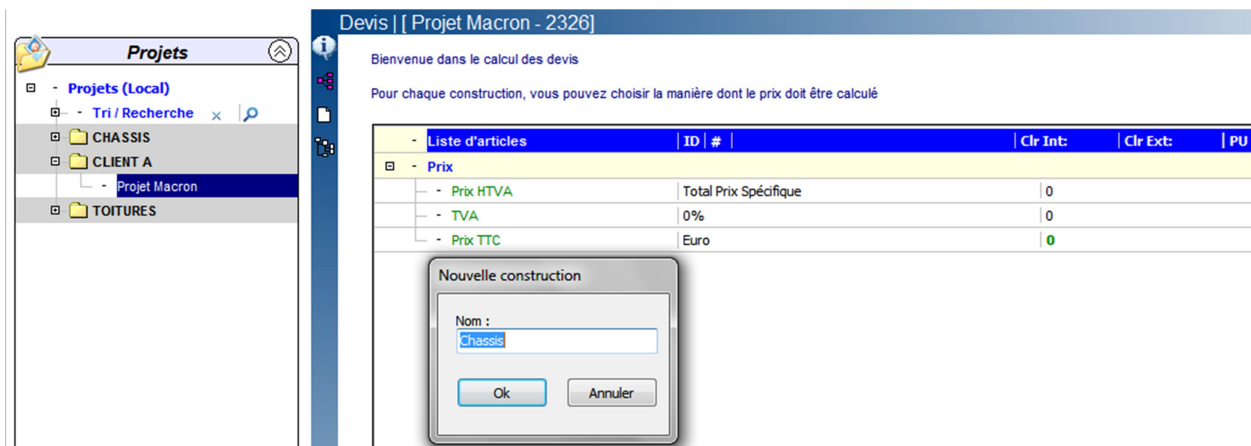 Devis | [ Projet Macron - 2326]
Projets
Projets (Local)
Tri / Recherche
CHASSIS
CLIENT A
Projet Macron
TOITURES
Bienvenue dans le calcul des devis
Pour chaque construction, vous pouvez choisir la manière dont le prix doit être calculé
Liste d'articles ID # Clr Int: Clr Ext: PU
Prix
Prix HTVA Total Prix Spécifique 0
TVA 0% 0
Prix TTC Euro 0
Nouvelle construction
Nom :
Chassis
Ok Annuler